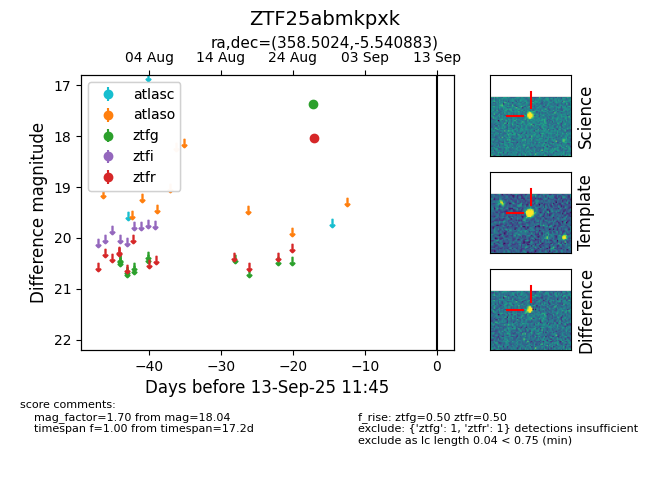 ZTF25abmkpxk
ra,dec=(358.5024,-5.540883)
04 Aug 14 Aug 24 Aug 03 Sep 13 Sep
17
18
19
20
21
22
Difference magnitude
atlasc
atlaso
ztfg
ztfi
ztfr
−40 −30 −20 −10 0
Days before 13-Sep-25 11:45
Science
Template
Difference
score comments:
mag_factor=1.70 from mag=18.04
timespan f=1.00 from timespan=17.2d
f_rise: ztfg=0.50 ztfr=0.50
exclude: {'ztfg': 1, 'ztfr': 1} detections insufficient
exclude as lc length 0.04 < 0.75 (min)